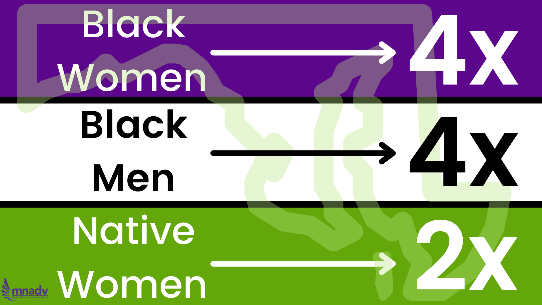 Black
Women
4x
Black
Men
4x
Native
Women
2x
mnadv